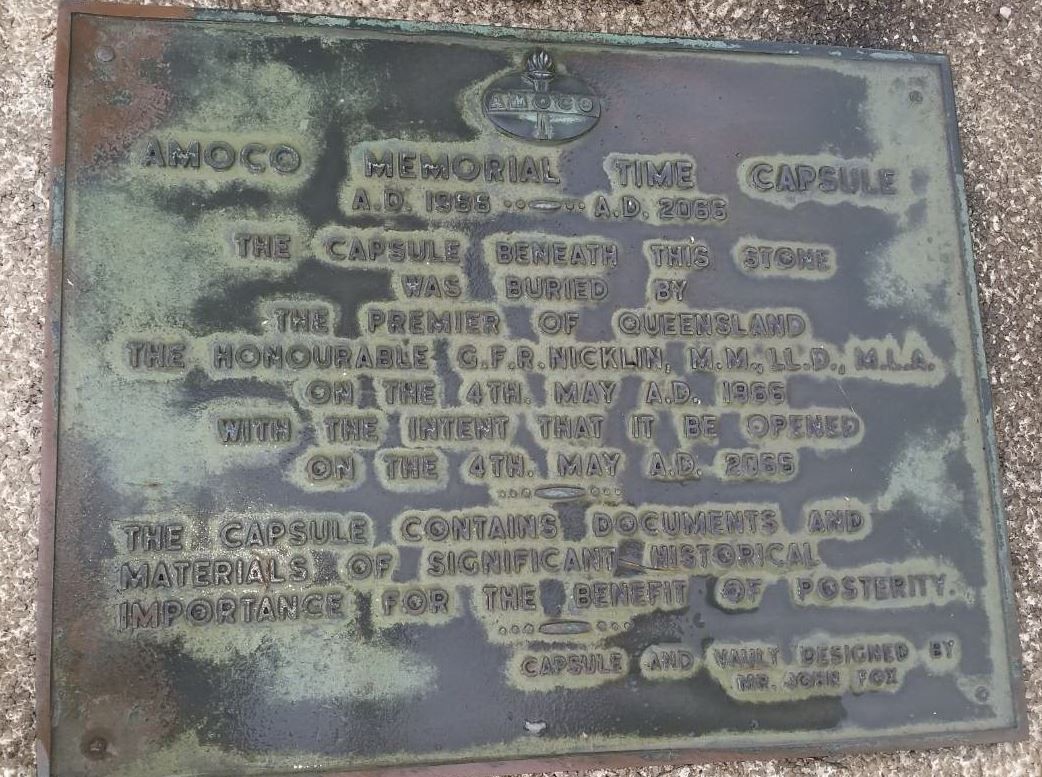 AMOCO
AMOCO MEMORIAL TIME CAPSULE
A.D. 1966 ••—•• A.D. 2066
THE CAPSULE BENEATH THIS STONE
WAS BURIED BY
THE PREMIER OF QUEENSLAND
THE HONOURABLE G.F.R. NICKLIN, M.M., LL.D., M.L.A.
ON THE 4TH. MAY A.D. 1966
WITH THE INTENT THAT IT BE OPENED
ON THE 4TH. MAY A.D. 2066
THE CAPSULE CONTAINS DOCUMENTS AND
MATERIALS OF SIGNIFICANT HISTORICAL
IMPORTANCE FOR THE BENEFIT OF POSTERITY.
CAPSULE AND VAULT DESIGNED BY
MR. JOHN FOX